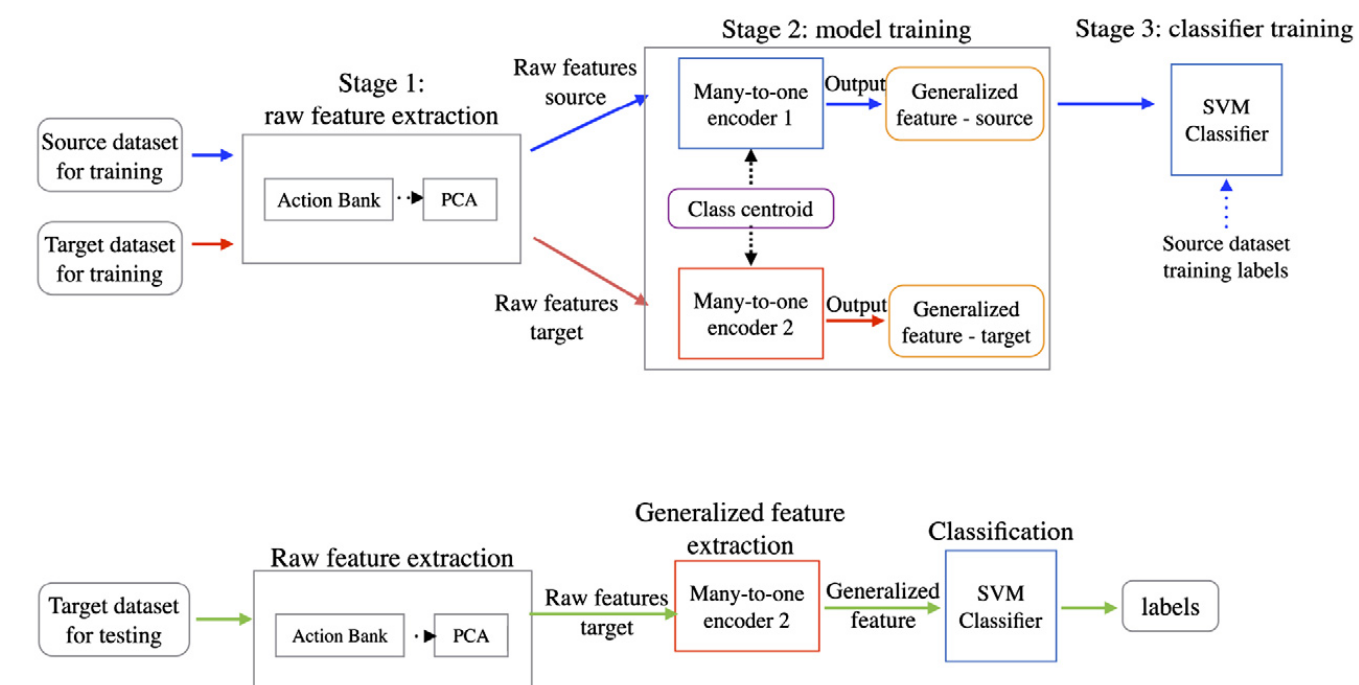 Stage 2: model training
Stage 3: classifier training
Stage 1:
raw feature extraction
Raw features
source
Source dataset
for training
Target dataset
for training
Action Bank
PCA
Raw features
target
Many-to-one
encoder 1
Output
Generalized
feature - source
Class centroid
Many-to-one
encoder 2
Output
Generalized
feature - target
SVM
Classifier
Source dataset
training labels
Raw feature extraction
Generalized feature
extraction
Classification
Target dataset
for testing
Action Bank
PCA
Raw features
target
Many-to-one
encoder 2
Generalized
feature
SVM
Classifier
labels